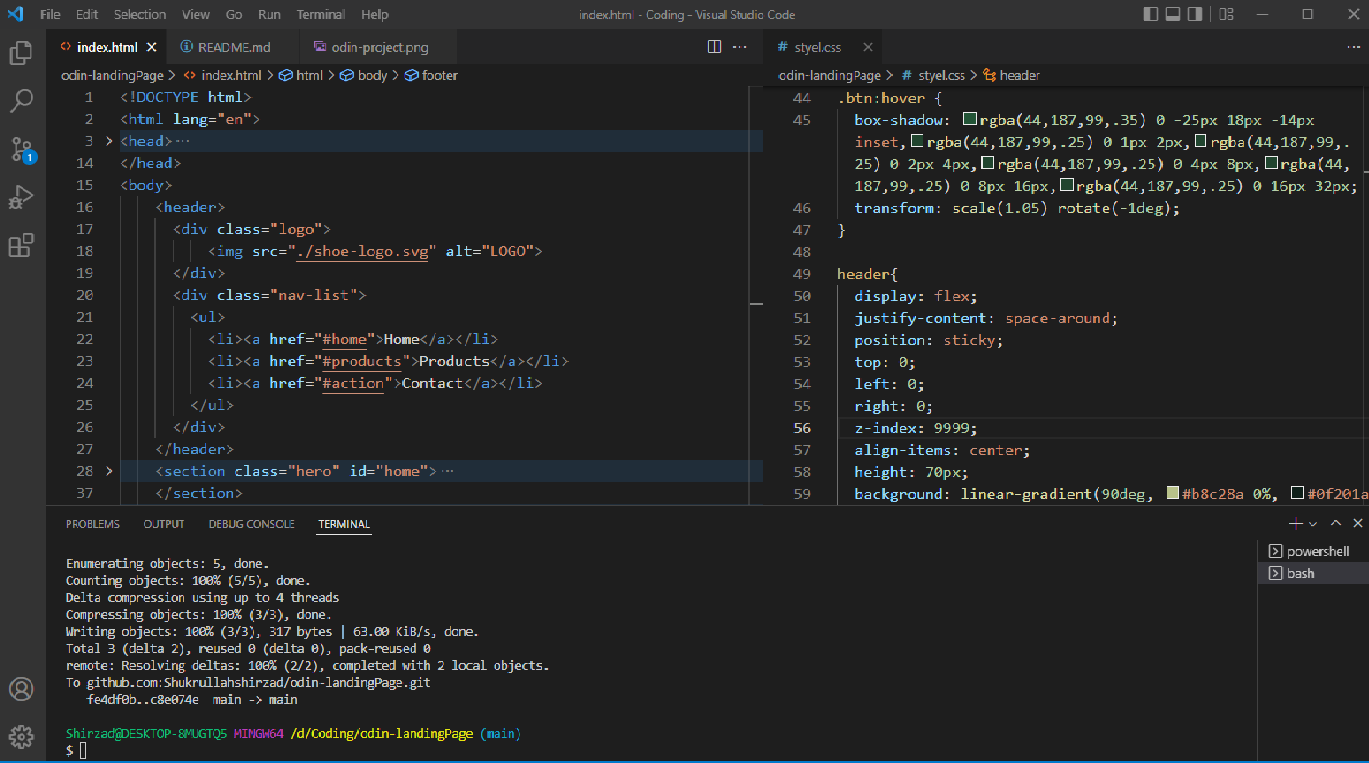 File Edit Selection View Go Run Terminal Help index.html - Coding - Visual Studio Code
index.html README.md odin-project.png
odin-landingPage > index.html > html > body > footer
1 <!DOCTYPE html>
2 <html lang="en">
3 <head>
14 </head>
15 <body>
16 <header>
17 <div class="logo">
18 <img src="./shoe-logo.svg" alt="LOGO">
19 </div>
20 <div class="nav-list">
21 <ul>
22 <li><a href="#home">Home</a></li>
23 <li><a href="#products">Products</a></li>
24 <li><a href="#action">Contact</a></li>
25 </ul>
26 </div>
27 </header>
28 <section class="hero" id="home">
37 </section>
styel.css
odin-landingPage > styel.css > header
44 .btn:hover {
45 box-shadow: rgba(44,187,99,.35) 0 -25px 18px -14px
inset, rgba(44,187,99,.25) 0 1px 2px, rgba(44,187,99,.
25) 0 2px 4px, rgba(44,187,99,.25) 0 4px 8px, rgba(44,
187,99,.25) 0 8px 16px, rgba(44,187,99,.25) 0 16px 32px;
46 transform: scale(1.05) rotate(-1deg);
47 }
48
49 header{
50 display: flex;
51 justify-content: space-around;
52 position: sticky;
53 top: 0;
54 left: 0;
55 right: 0;
56 z-index: 9999;
57 align-items: center;
58 height: 70px;
59 background: linear-gradient(90deg, #b8c28a 0%, #0f201a
1
PROBLEMS OUTPUT DEBUG CONSOLE TERMINAL
Enumerating objects: 5, done.
Counting objects: 100% (5/5), done.
Delta compression using up to 4 threads
Compressing objects: 100% (3/3), done.
Writing objects: 100% (3/3), 317 bytes | 63.00 KiB/s, done.
Total 3 (delta 2), reused 0 (delta 0), pack-reused 0
remote: Resolving deltas: 100% (2/2), completed with 2 local objects.
To github.com:Shukrullahshirzad/odin-landingPage.git
fe4df0b..c8e074e main -> main
Shirzad@DESKTOP-8MUGTQ5 MINGW64 /d/Coding/odin-landingPage (main)
$
powershell
bash